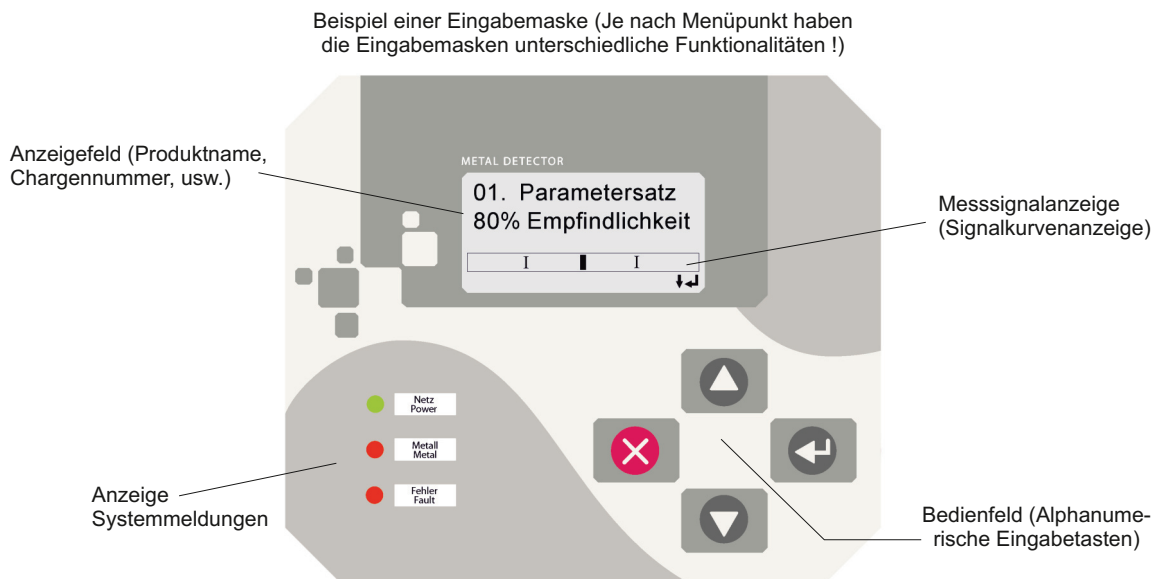 Beispiel einer Eingabemaske (Je nach Menüpunkt haben
die Eingabemasken unterschiedliche Funktionalitäten !)
Anzeigefeld (Produktname,
Chargennummer, usw.)
METAL DETECTOR
01. Parametersatz
80% Empfindlichkeit
I I
Messsignalanzeige
(Signalkurvenanzeige)
Netz
Power
Metall
Metal
Fehler
Fault
Anzeige
Systemmeldungen
Bedienfeld (Alphanume-
rische Eingabetasten)